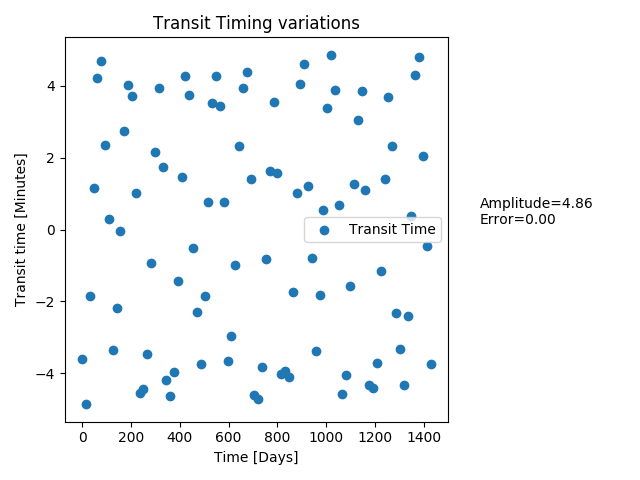 Transit Timing variations
Transit time [Minutes]
4
2
0
−2
−4
Transit Time
Amplitude=4.86
Error=0.00
0 200 400 600 800 1000 1200 1400
Time [Days]